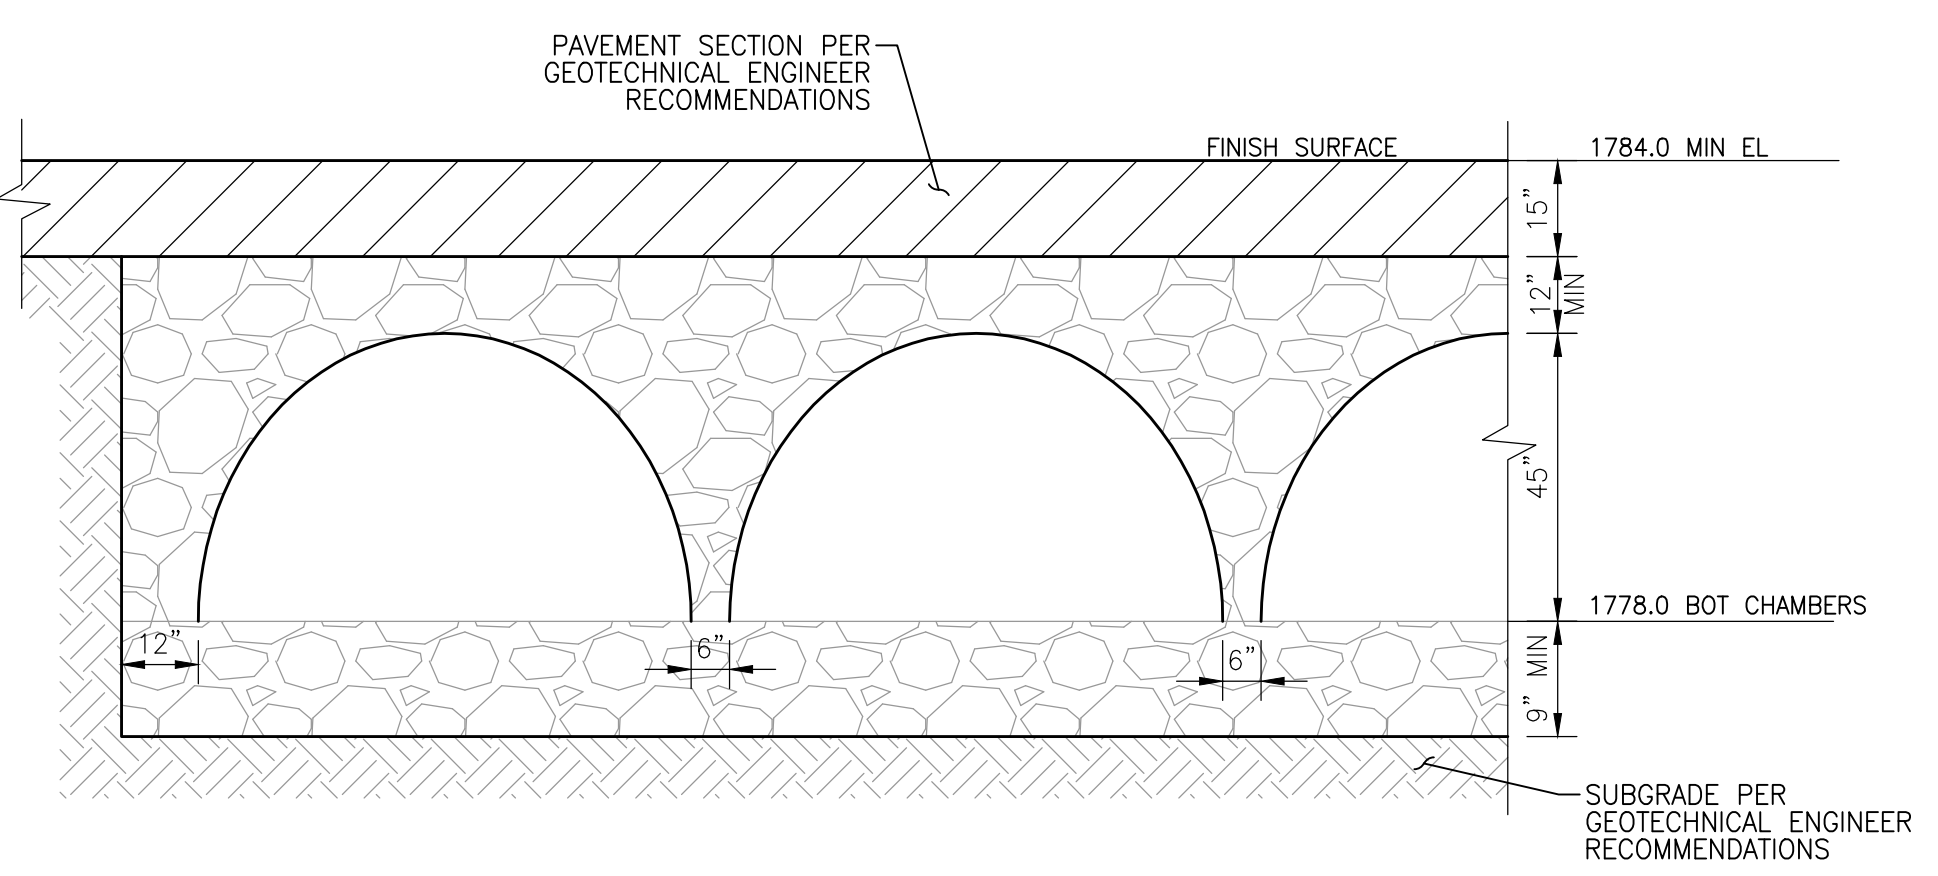 PAVEMENT SECTION PER
GEOTECHNICAL ENGINEER
RECOMMENDATIONS
FINISH SURFACE
1784.0 MIN EL
15"
12"
MIN
45"
1778.0 BOT CHAMBERS
12"
6"
6"
9" MIN
SUBGRADE PER
GEOTECHNICAL ENGINEER
RECOMMENDATIONS